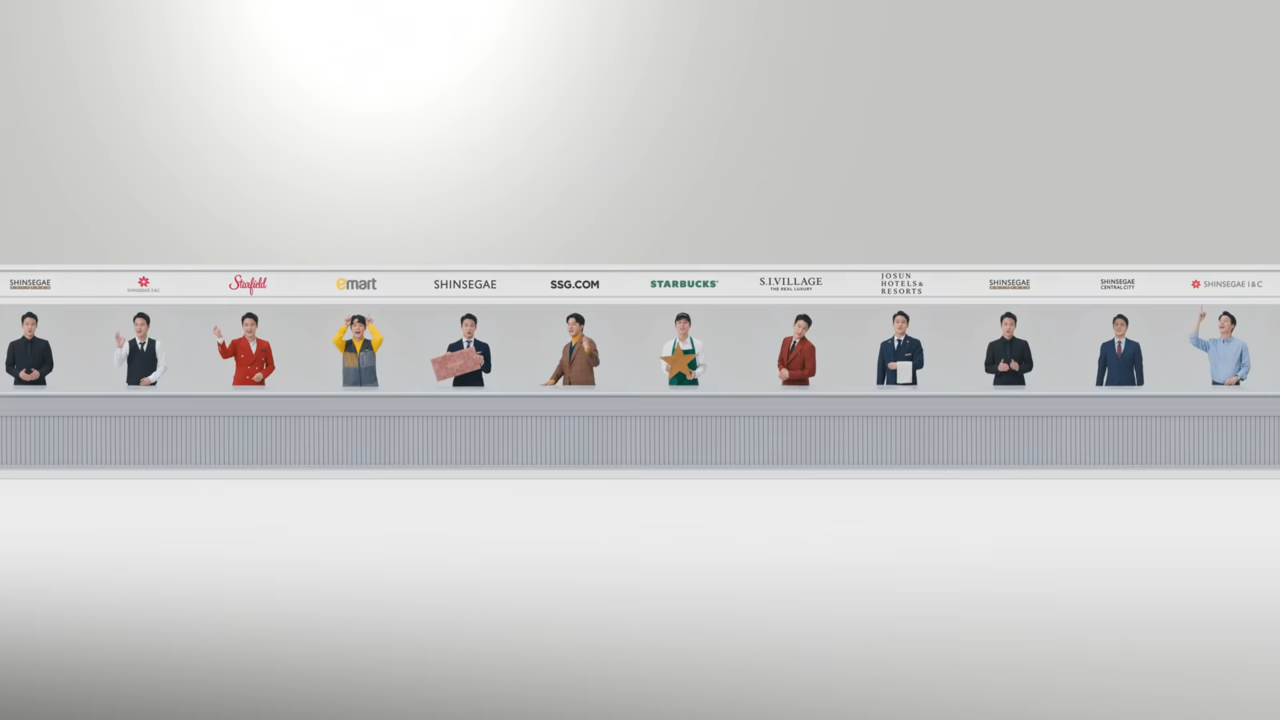 SHINSEGAE
SHINSEGAE
Starfield
emart
SHINSEGAE
SSG.COM
STARBUCKS®
S.I.VILLAGE
THE REAL LUXURY
JOSUN
HOTELS &
RESORTS
SHINSEGAE
SHINSEGAE
CENTRAL CITY
SHINSEGAE I&C